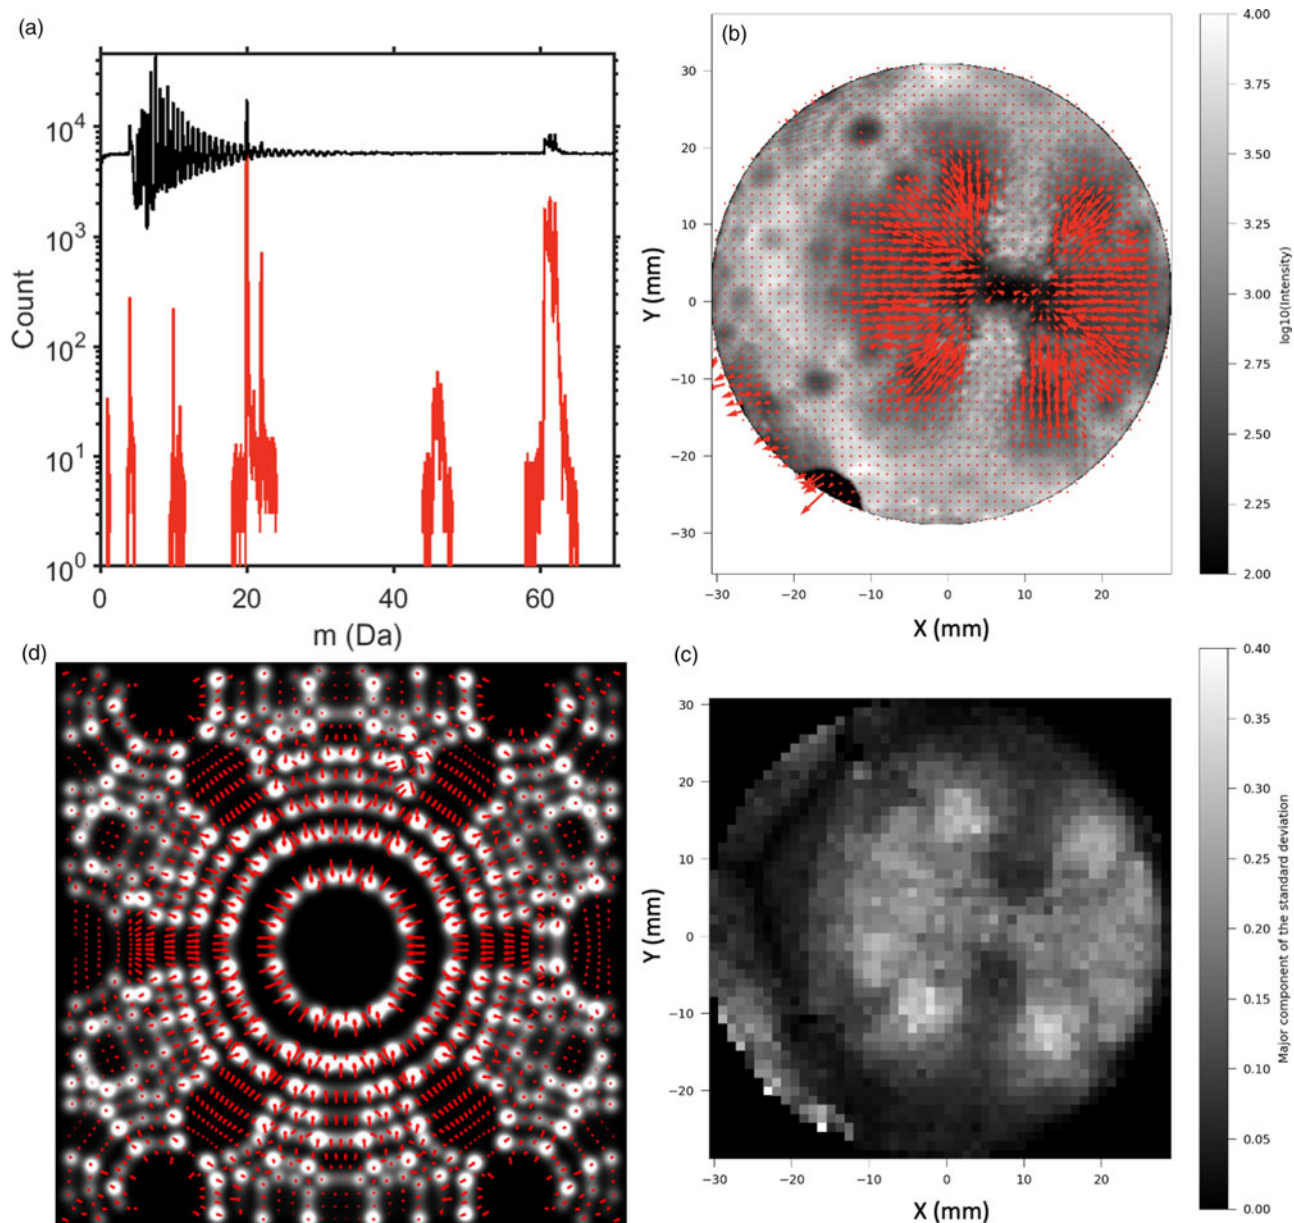 (a)
10^4
10^3
10^2
10^1
10^0
Count
0 20 40 60
m (Da)
(b)
30
20
10
0
−10
−20
−30
Y (mm)
−30 −20 −10 0 10 20
X (mm)
4.00
3.75
3.50
3.25
3.00
2.75
2.50
2.25
2.00
log10(Intensity)
(d)
(c)
30
20
10
0
−10
−20
Y (mm)
−30 −20 −10 0 10 20
X (mm)
0.40
0.35
0.30
0.25
0.20
0.15
0.10
0.05
0.00
Major component of the standard deviation